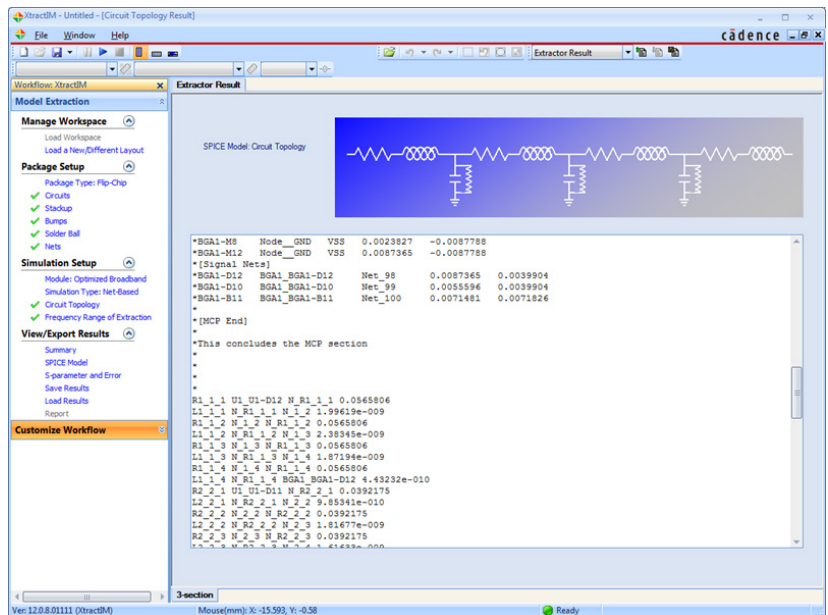 XtractIM - Untitled - [Circuit Topology Result]
File Window Help
cādence
Extractor Result
Workflow: XtractIM
Extractor Result
Model Extraction
Manage Workspace
Load Workspace
Load a New/Different Layout
Package Setup
Package Type: Flip-Chip
Circuits
Stackup
Bumps
Solder Ball
Nets
Simulation Setup
Module: Optimized Broadband
Simulation Type: Net-Based
Circuit Topology
Frequency Range of Extraction
View/Export Results
Summary
SPICE Model
S-parameter and Error
Save Results
Load Results
Report
Customize Workflow
SPICE Model: Circuit Topology
*BGA1-M8 Node__GND VSS 0.0023827 -0.0087788
*BGA1-M12 Node__GND VSS 0.0087365 -0.0087788
*[Signal Nets]
*BGA1-D12 BGA1_BGA1-D12 Net_98 0.0087365 0.0039904
*BGA1-D10 BGA1_BGA1-D10 Net_99 0.0055596 0.0039904
*BGA1-B11 BGA1_BGA1-B11 Net_100 0.0071481 0.0071826
*
*[MCP End]
*
*This concludes the MCP section
*
*
*
*
R1_1_1 U1_U1-D12 N_R1_1_1 0.0565806
L1_1_1 N_R1_1_1 N_1_2 1.99619e-009
R1_1_2 N_1_2 N_R1_1_2 0.0565806
L1_1_2 N_R1_1_2 N_1_3 2.38345e-009
R1_1_3 N_1_3 N_R1_1_3 0.0565806
L1_1_3 N_R1_1_3 N_1_4 1.87194e-009
R1_1_4 N_1_4 N_R1_1_4 0.0565806
L1_1_4 N_R1_1_4 BGA1_BGA1-D12 4.43232e-010
R2_2_1 U1_U1-D11 N_R2_2_1 0.0392175
L2_2_1 N_R2_2_1 N_2_2 9.85341e-010
R2_2_2 N_2_2 N_R2_2_2 0.0392175
L2_2_2 N_R2_2_2 N_2_3 1.81677e-009
R2_2_3 N_2_3 N_R2_2_3 0.0392175
L2_2_3 N_R2_2_3 N_2_4 1.61633e-009
3-section
Ver: 12.0.8.01111 (XtractIM) Mouse(mm): X: -15.593, Y: -0.58 Ready